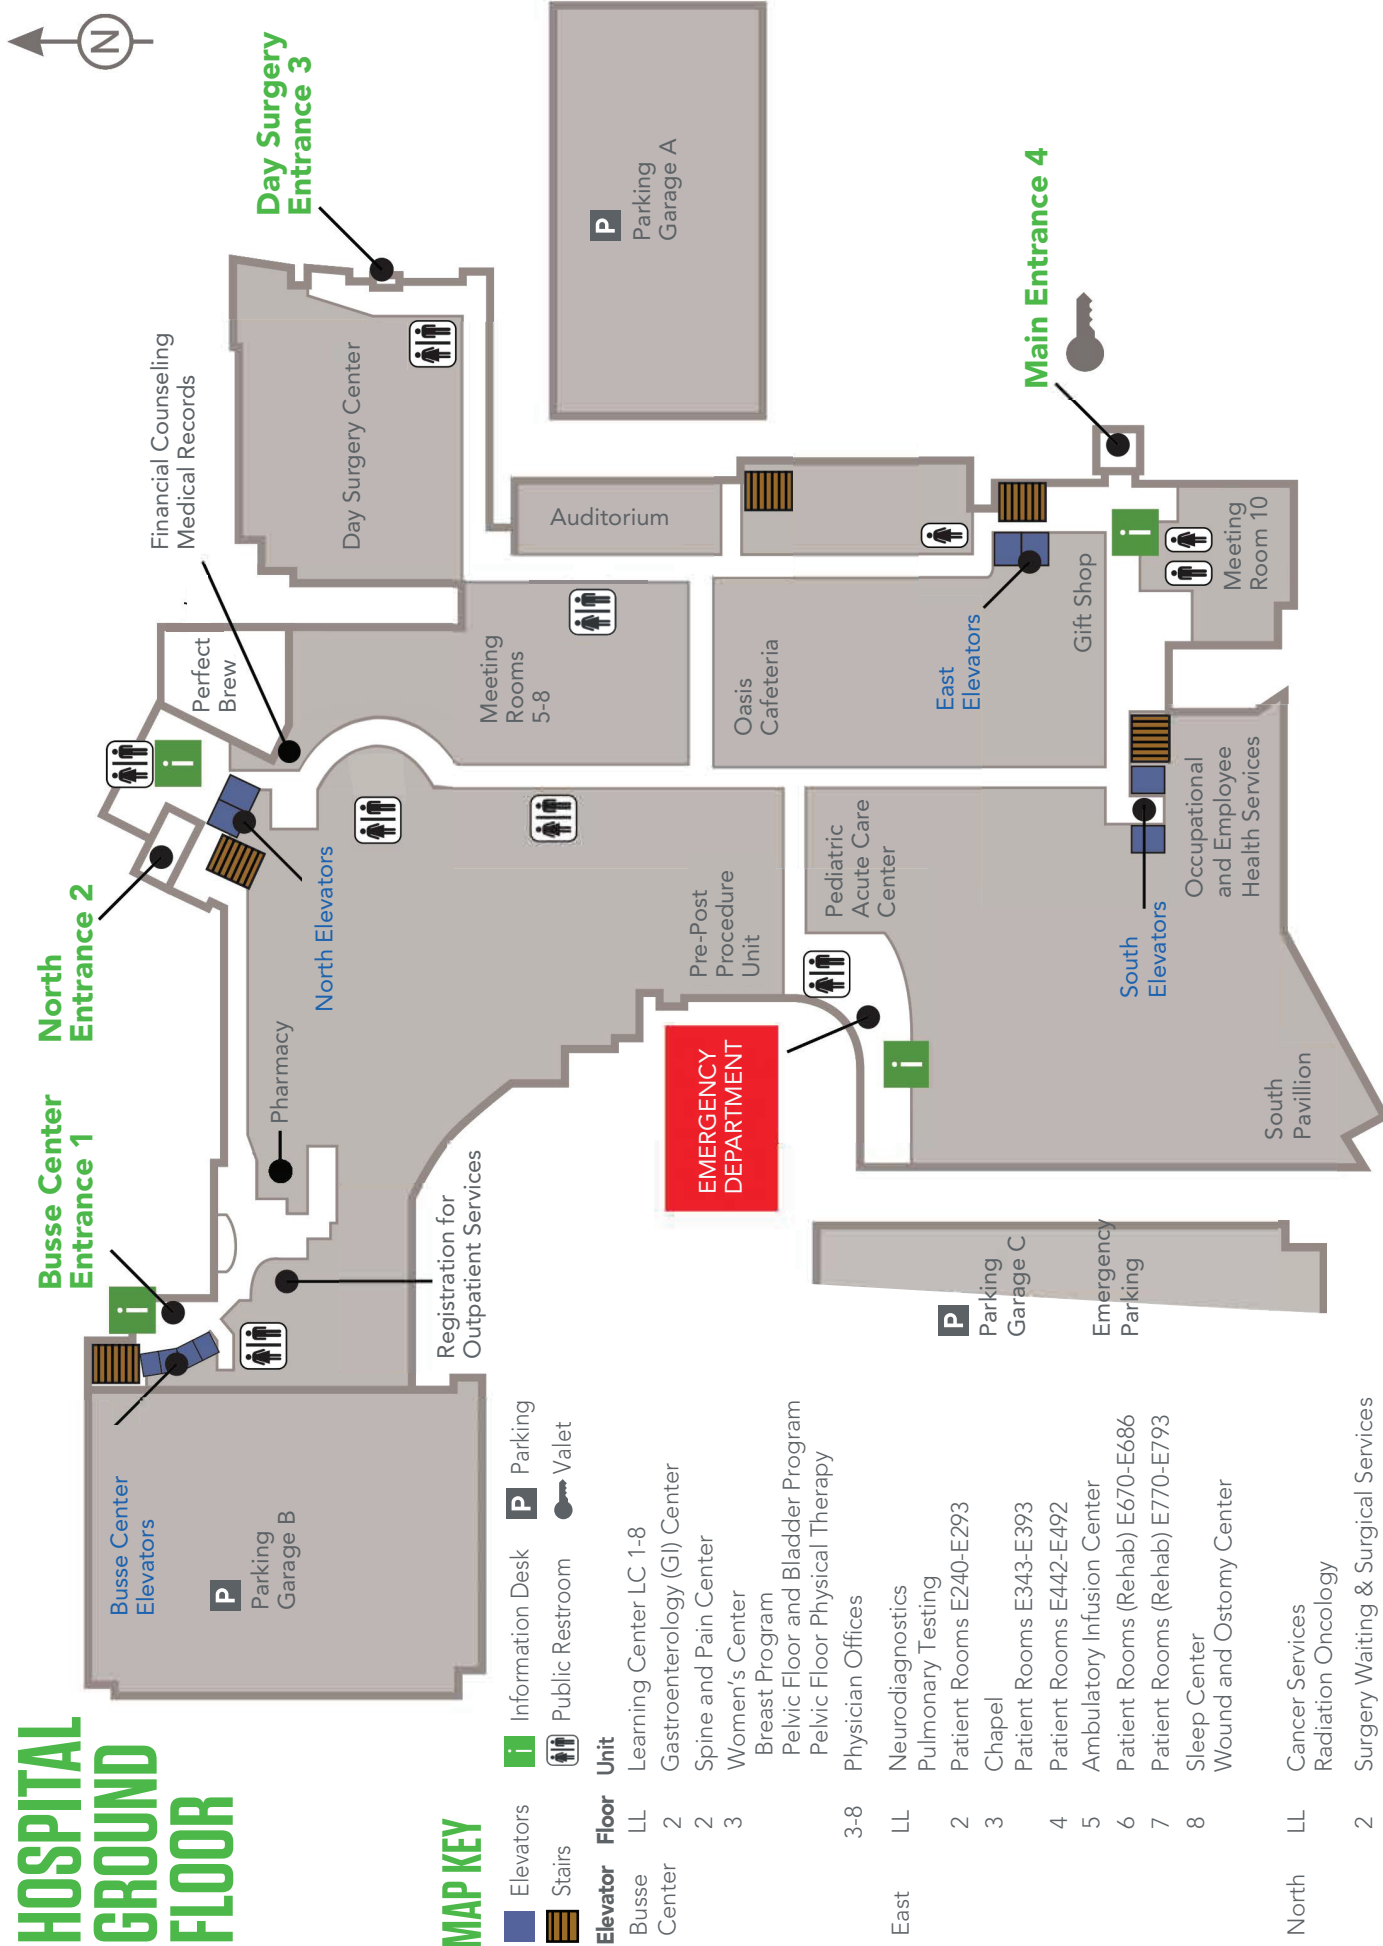 HOSPITAL
GROUND
FLOOR
N
Busse Center
Entrance 1
North
Entrance 2
Day Surgery
Entrance 3
Main Entrance 4
Financial Counseling
Medical Records
Perfect
Brew
Day Surgery Center
Busse Center
Elevators
P
Parking
Garage B
i
Pharmacy
North Elevators
i
Registration for
Outpatient Services
Meeting
Rooms
5-8
Auditorium
P
Parking
Garage A
Pre-Post
Procedure
Unit
EMERGENCY
DEPARTMENT
Oasis
Cafeteria
Pediatric
Acute Care
Center
i
East
Elevators
Gift Shop
i
Meeting
Room 10
South
Elevators
Occupational
and Employee
Health Services
South
Pavillion
P
Parking
Garage C
Emergency
Parking
MAP KEY
Elevators
i Information Desk
P Parking
Stairs
Public Restroom
Valet
Elevator Floor Unit
Busse LL Learning Center LC 1-8
Center 2 Gastroenterology (GI) Center
2 Spine and Pain Center
3 Women's Center
Breast Program
Pelvic Floor and Bladder Program
Pelvic Floor Physical Therapy
3-8 Physician Offices
East LL Neurodiagnostics
Pulmonary Testing
2 Patient Rooms E240-E293
3 Chapel
Patient Rooms E343-E393
4 Patient Rooms E442-E492
5 Ambulatory Infusion Center
6 Patient Rooms (Rehab) E670-E686
7 Patient Rooms (Rehab) E770-E793
8 Sleep Center
Wound and Ostomy Center
North LL Cancer Services
Radiation Oncology
2 Surgery Waiting & Surgical Services